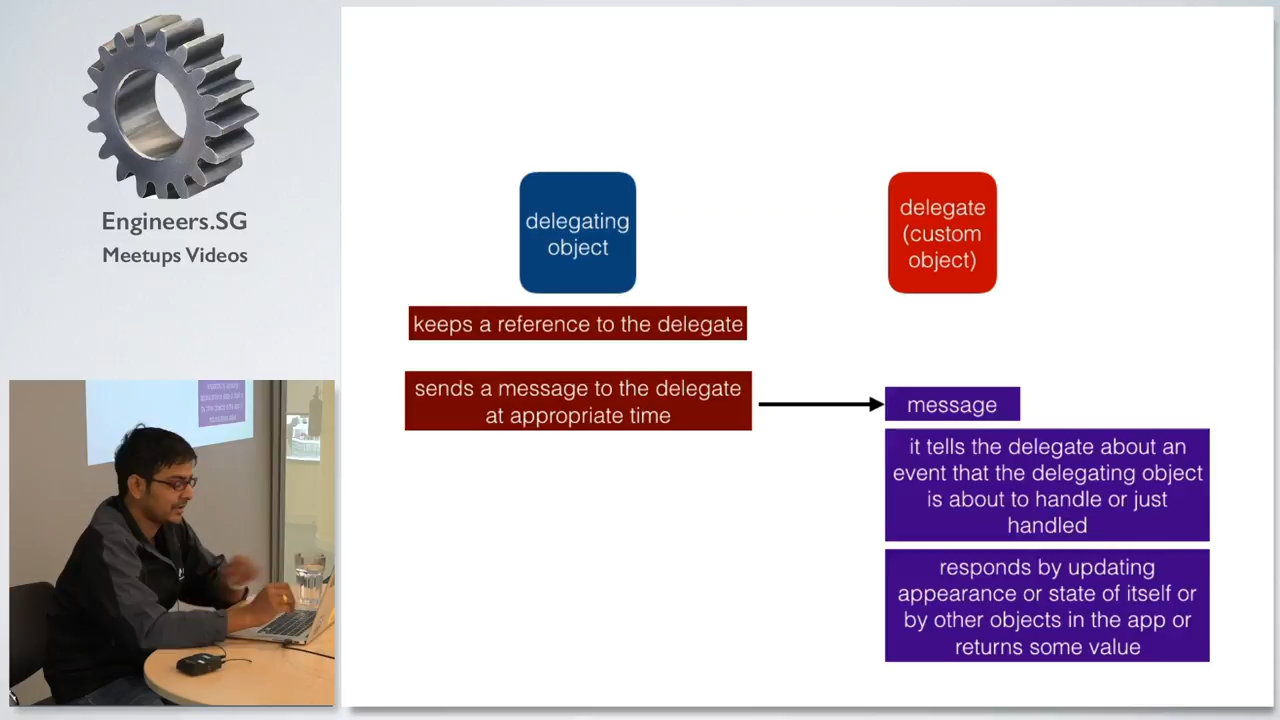 Engineers.SG
Meetups Videos
delegating
object
delegate
(custom
object)
keeps a reference to the delegate
sends a message to the delegate
at appropriate time
message
it tells the delegate about an
event that the delegating object
is about to handle or just
handled
responds by updating
appearance or state of itself or
by other objects in the app or
returns some value